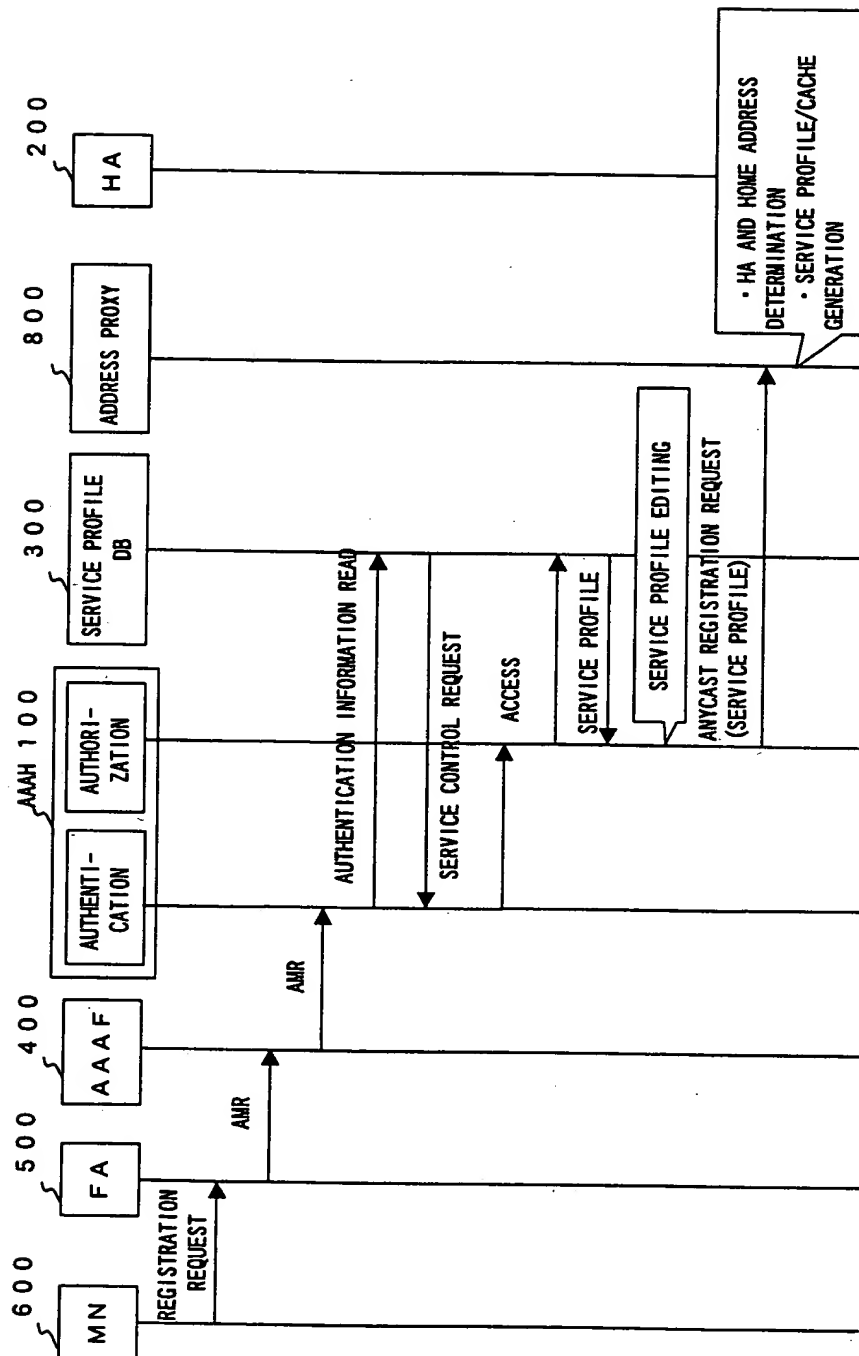 600
MN
500
FA
400
AAAF
AAAH 100
AUTHENTI-
CATION
AUTHORI-
ZATION
300
SERVICE PROFILE
DB
800
ADDRESS PROXY
200
HA
REGISTRATION
REQUEST
AMR
AMR
AUTHENTICATION INFORMATION READ
SERVICE CONTROL REQUEST
ACCESS
SERVICE PROFILE
SERVICE PROFILE EDITING
ANYCAST REGISTRATION REQUEST
(SERVICE PROFILE)
・HA AND HOME ADDRESS
DETERMINATION
・SERVICE PROFILE/CACHE
GENERATION